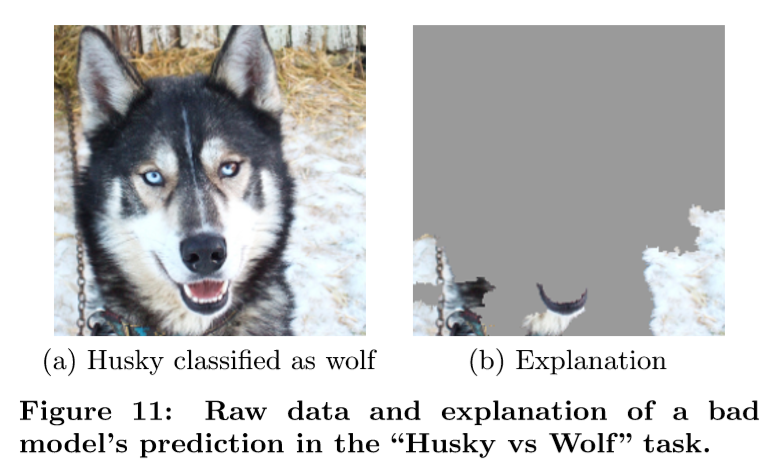 (a) Husky classified as wolf
(b) Explanation
Figure 11: Raw data and explanation of a bad
model's prediction in the “Husky vs Wolf” task.